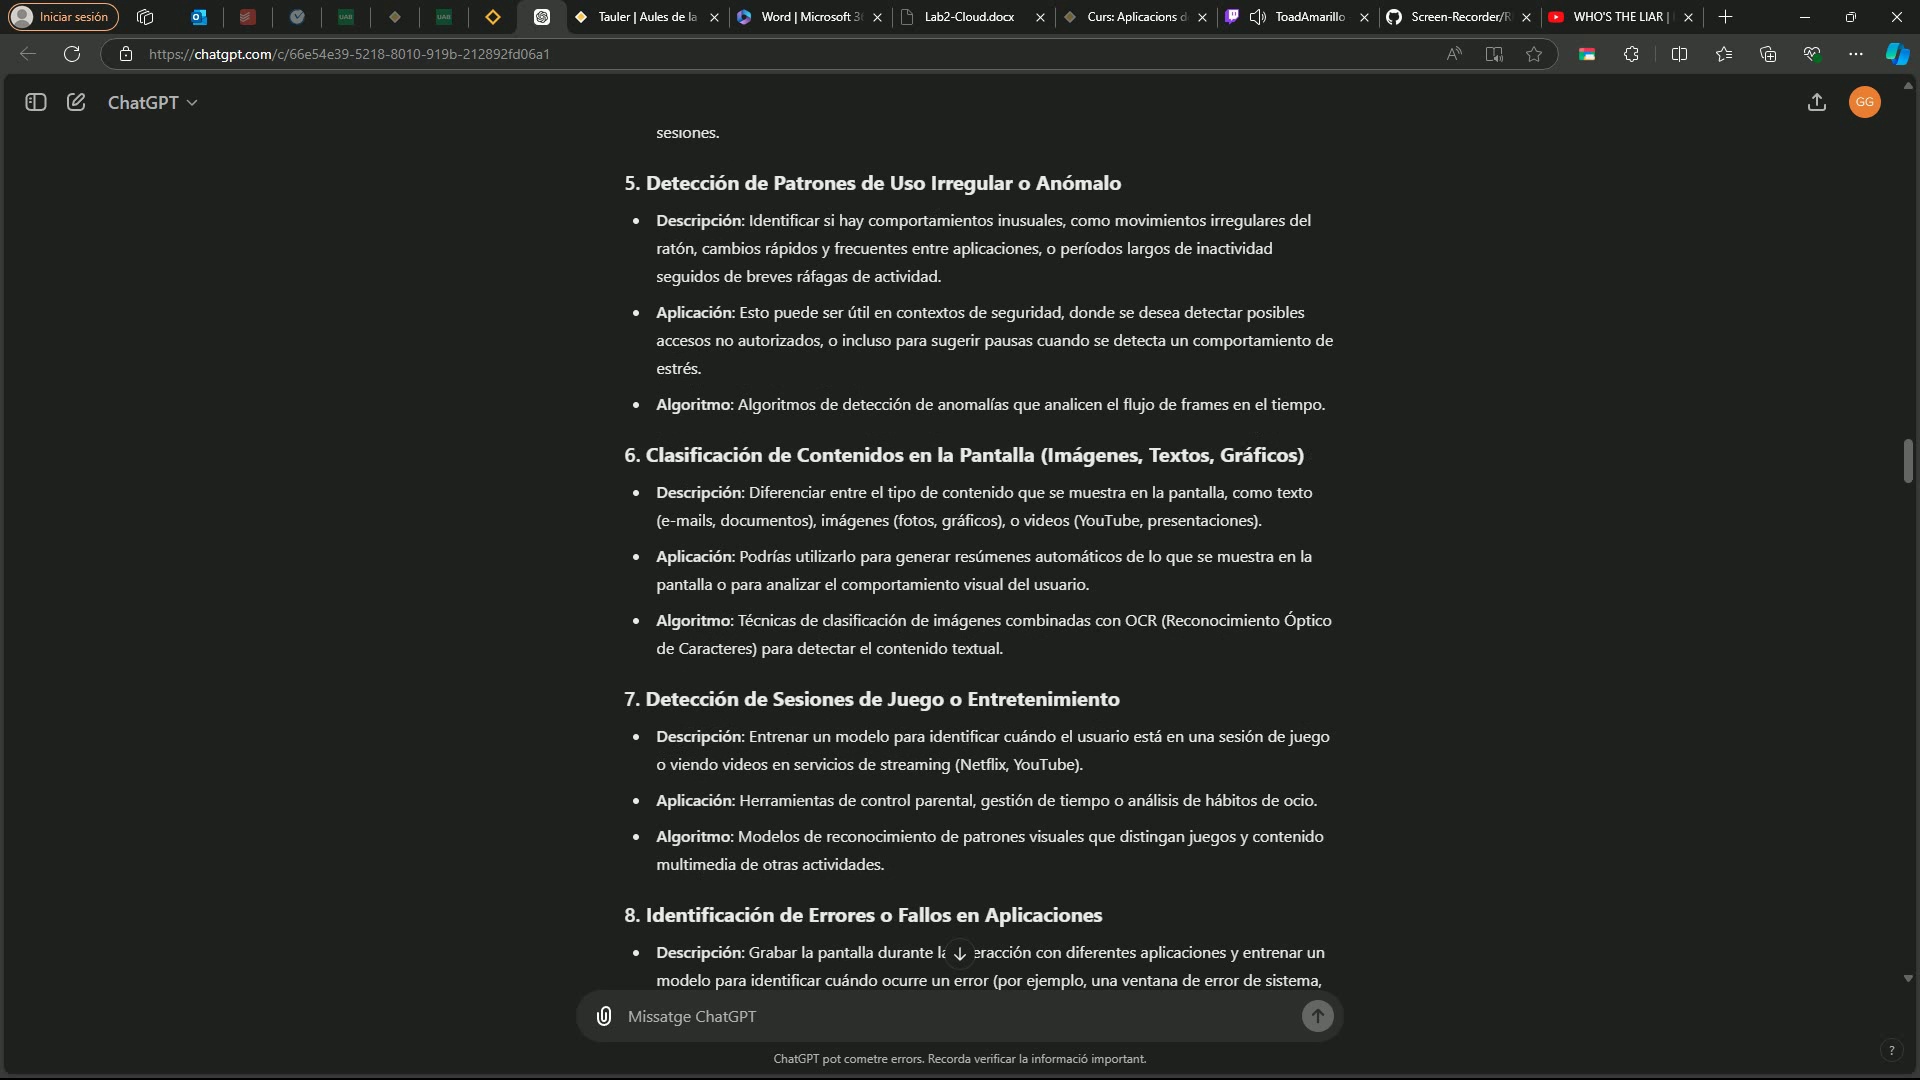 Iniciar sesión
UAB
UAB
Tauler | Aules de la
Word | Microsoft 3
Lab2-Cloud.docx
Curs: Aplicacions d
ToadAmarillo
Screen-Recorder/R
WHO'S THE LIAR |
https://chatgpt.com/c/66e54e39-5218-8010-919b-212892fd06a1
ChatGPT
GG
sesiones.
5. Detección de Patrones de Uso Irregular o Anómalo
• Descripción: Identificar si hay comportamientos inusuales, como movimientos irregulares del
ratón, cambios rápidos y frecuentes entre aplicaciones, o períodos largos de inactividad
seguidos de breves ráfagas de actividad.
• Aplicación: Esto puede ser útil en contextos de seguridad, donde se desea detectar posibles
accesos no autorizados, o incluso para sugerir pausas cuando se detecta un comportamiento de
estrés.
• Algoritmo: Algoritmos de detección de anomalías que analicen el flujo de frames en el tiempo.
6. Clasificación de Contenidos en la Pantalla (Imágenes, Textos, Gráficos)
• Descripción: Diferenciar entre el tipo de contenido que se muestra en la pantalla, como texto
(e-mails, documentos), imágenes (fotos, gráficos), o videos (YouTube, presentaciones).
• Aplicación: Podrías utilizarlo para generar resúmenes automáticos de lo que se muestra en la
pantalla o para analizar el comportamiento visual del usuario.
• Algoritmo: Técnicas de clasificación de imágenes combinadas con OCR (Reconocimiento Óptico
de Caracteres) para detectar el contenido textual.
7. Detección de Sesiones de Juego o Entretenimiento
• Descripción: Entrenar un modelo para identificar cuándo el usuario está en una sesión de juego
o viendo videos en servicios de streaming (Netflix, YouTube).
• Aplicación: Herramientas de control parental, gestión de tiempo o análisis de hábitos de ocio.
• Algoritmo: Modelos de reconocimiento de patrones visuales que distingan juegos y contenido
multimedia de otras actividades.
8. Identificación de Errores o Fallos en Aplicaciones
• Descripción: Grabar la pantalla durante la eracción con diferentes aplicaciones y entrenar un
modelo para identificar cuándo ocurre un error (por ejemplo, una ventana de error de sistema,
Missatge ChatGPT
ChatGPT pot cometre errors. Recorda verificar la informació important.
?